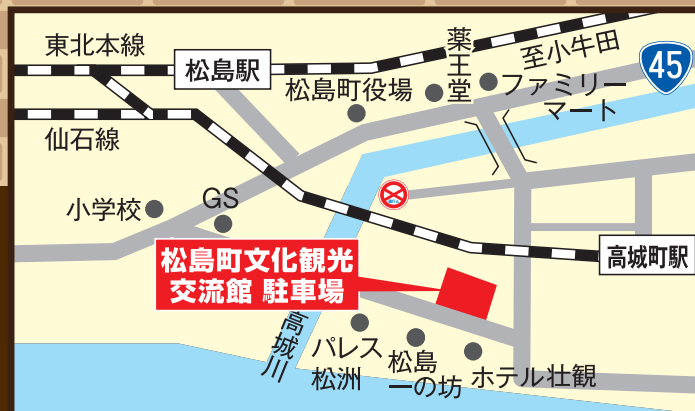 東北本線
松島駅
薬王堂
至小牛田
45
松島町役場
ファミリー
マート
仙石線
小学校
GS
松島町文化観光
交流館 駐車場
高城町駅
高城川
パレス
松洲
松島
一の坊
ホテル壮観